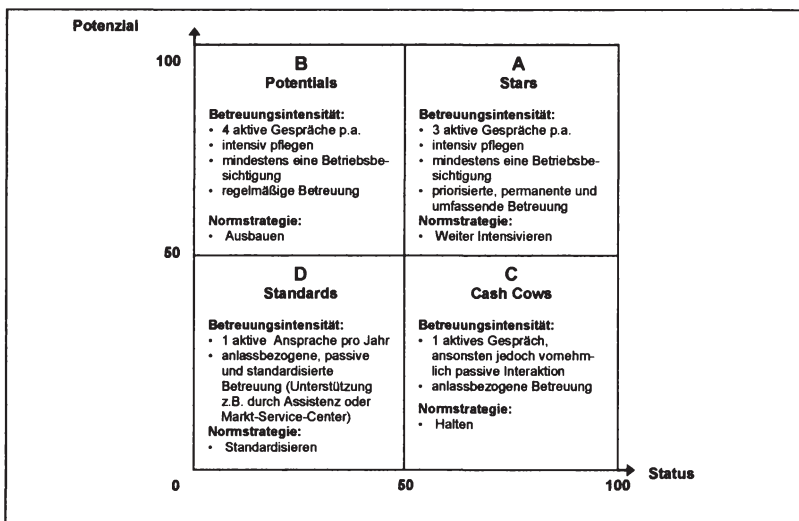 Potenzial
100
B
Potentials
Betreuungsintensität:
• 4 aktive Gespräche p.a.
• intensiv pflegen
• mindestens eine Betriebsbe-
sichtigung
• regelmäßige Betreuung
Normstrategie:
• Ausbauen
A
Stars
Betreuungsintensität:
• 3 aktive Gespräche p.a.
• intensiv pflegen
• mindestens eine Betriebsbe-
sichtigung
• priorisierte, permanente und
umfassende Betreuung
Normstrategie:
• Weiter Intensivieren
50
D
Standards
Betreuungsintensität:
• 1 aktive Ansprache pro Jahr
• anlassbezogene, passive
und standardisierte
Betreuung (Unterstützung
z.B. durch Assistenz oder
Markt-Service-Center)
Normstrategie:
• Standardisieren
C
Cash Cows
Betreuungsintensität:
• 1 aktives Gespräch,
ansonsten jedoch vornehm-
lich passive Interaktion
• anlassbezogene Betreuung
Normstrategie:
• Halten
0
50
100
Status